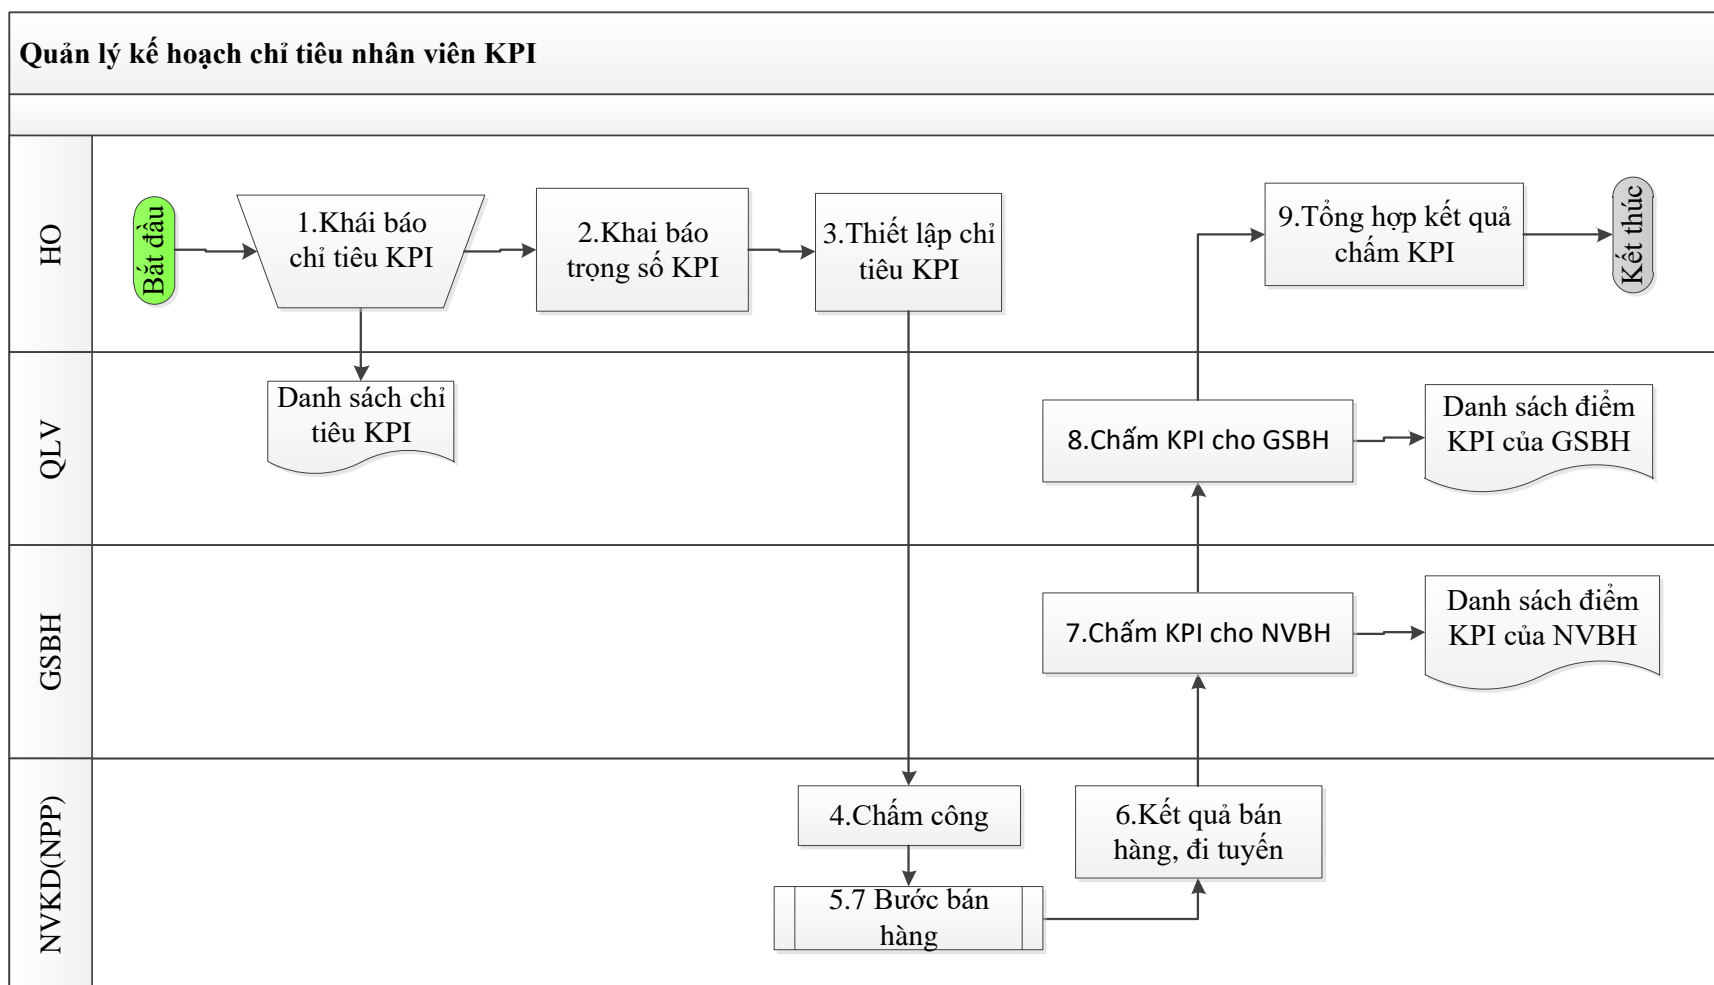 Quản lý kế hoạch chỉ tiêu nhân viên KPI
HO
Bắt đầu
1.Khái báo
chỉ tiêu KPI
2.Khai báo
trọng số KPI
3.Thiết lập chỉ
tiêu KPI
9.Tổng hợp kết quả
chấm KPI
Kết thúc
QLV
Danh sách chỉ
tiêu KPI
8.Chấm KPI cho GSBH
Danh sách điểm
KPI của GSBH
GSBH
7.Chấm KPI cho NVBH
Danh sách điểm
KPI của NVBH
NVKD(NPP)
4.Chấm công
6.Kết quả bán
hàng, đi tuyến
5.7 Bước bán
hàng